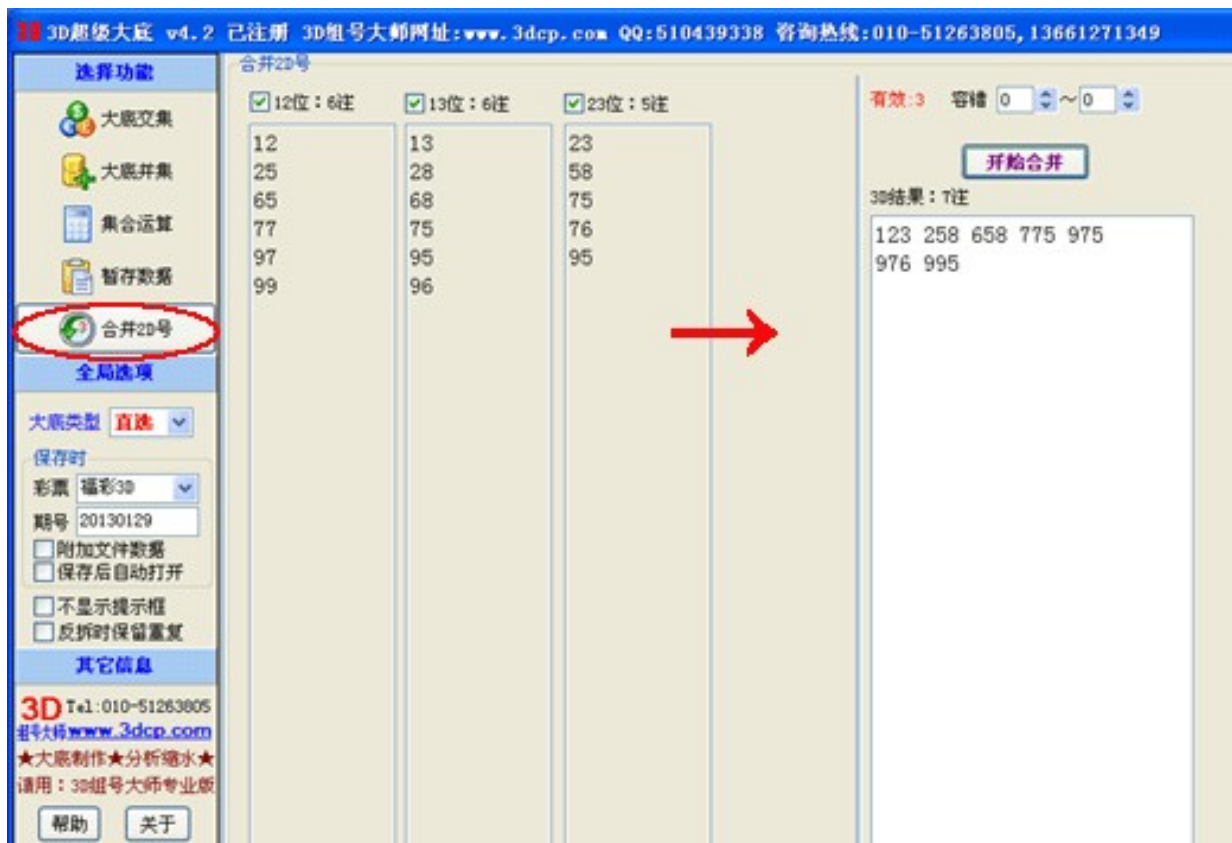 3D 3D超级大底 v4.2 已注册 3D组号大师网址:www.3dcp.com QQ:510439338 咨询热线:010-51263805,13661271349
选择功能
大底交集
大底并集
集合运算
暂存数据
合并2D号
全局选项
大底类型 直选
保存时
彩票 福彩3D
期号 20130129
附加文件数据
保存后自动打开
不显示提示框
反拆时保留重复
其它信息
3D Tel:010-51263805
组号大师www.3dcp.com
★大底制作★分析缩水★
请用：3D组号大师专业版
帮助 关于
合并2D号
12位：6注
12
25
65
77
97
99
13位：6注
13
28
68
75
95
96
23位：5注
23
58
75
76
95
有效:3 容错 0 ～ 0
开始合并
3D结果：7注
123 258 658 775 975
976 995